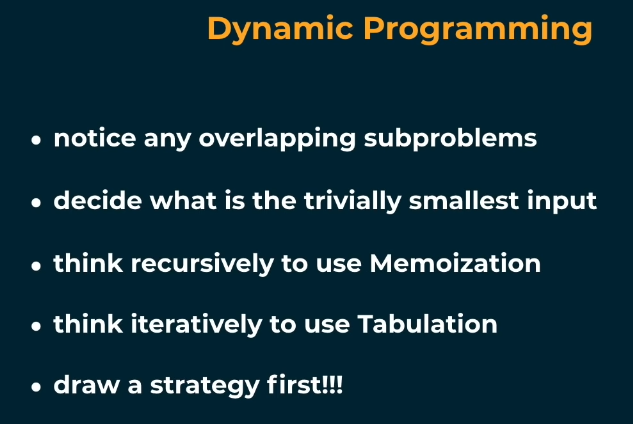 Dynamic Programming
• notice any overlapping subproblems
• decide what is the trivially smallest input
• think recursively to use Memoization
• think iteratively to use Tabulation
• draw a strategy first!!!